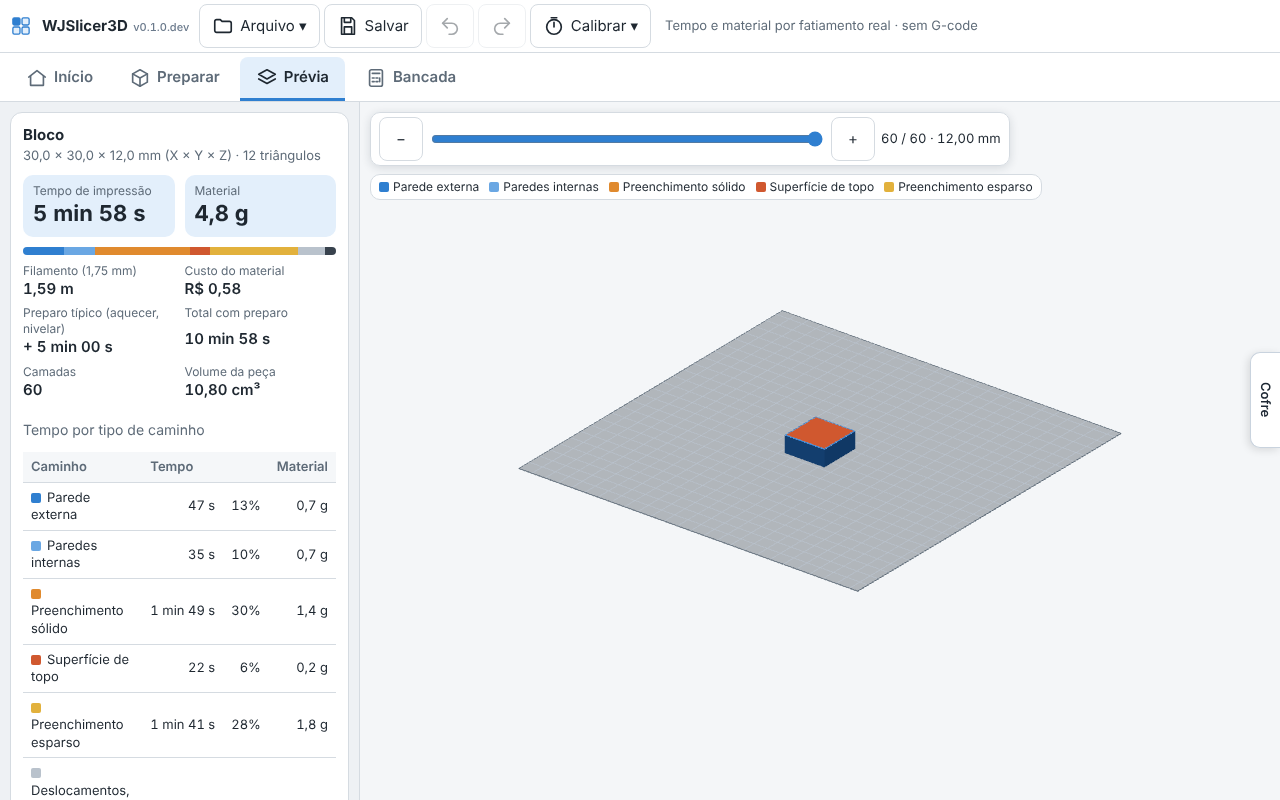 WJSlicer3D v0.1.0.dev Arquivo ▾ Salvar Calibrar ▾ Tempo e material por fatiamento real · sem G-code
Início Preparar Prévia Bancada
Bloco
30,0 × 30,0 × 12,0 mm (X × Y × Z) · 12 triângulos
Tempo de impressão Material
5 min 58 s 4,8 g
Filamento (1,75 mm) Custo do material
1,59 m R$ 0,58
Preparo típico (aquecer, nivelar) Total com preparo
+ 5 min 00 s 10 min 58 s
Camadas Volume da peça
60 10,80 cm³
Tempo por tipo de caminho
Caminho Tempo Material
Parede externa 47 s 13% 0,7 g
Paredes internas 35 s 10% 0,7 g
Preenchimento sólido 1 min 49 s 30% 1,4 g
Superfície de topo 22 s 6% 0,2 g
Preenchimento esparso 1 min 41 s 28% 1,8 g
Deslocamentos,
− + 60 / 60 · 12,00 mm
Parede externa Paredes internas Preenchimento sólido Superfície de topo Preenchimento esparso
Cofre